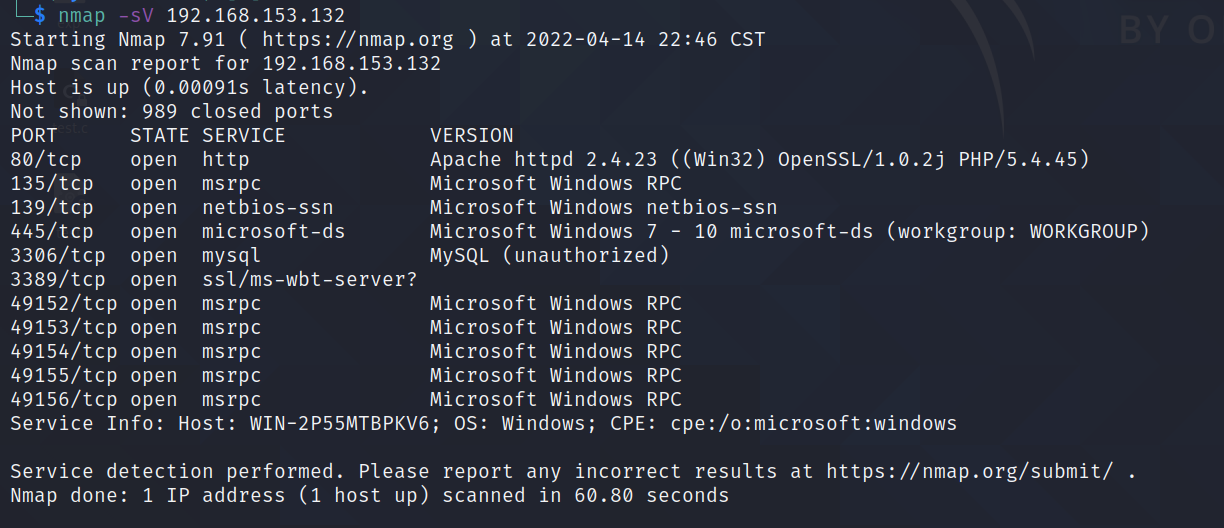 └─$ nmap -sV 192.168.153.132
Starting Nmap 7.91 ( https://nmap.org ) at 2022-04-14 22:46 CST
Nmap scan report for 192.168.153.132
Host is up (0.00091s latency).
Not shown: 989 closed ports
PORT      STATE SERVICE            VERSION
80/tcp    open  http               Apache httpd 2.4.23 ((Win32) OpenSSL/1.0.2j PHP/5.4.45)
135/tcp   open  msrpc              Microsoft Windows RPC
139/tcp   open  netbios-ssn        Microsoft Windows netbios-ssn
445/tcp   open  microsoft-ds       Microsoft Windows 7 - 10 microsoft-ds (workgroup: WORKGROUP)
3306/tcp  open  mysql              MySQL (unauthorized)
3389/tcp  open  ssl/ms-wbt-server?
49152/tcp open  msrpc              Microsoft Windows RPC
49153/tcp open  msrpc              Microsoft Windows RPC
49154/tcp open  msrpc              Microsoft Windows RPC
49155/tcp open  msrpc              Microsoft Windows RPC
49156/tcp open  msrpc              Microsoft Windows RPC
Service Info: Host: WIN-2P55MTBPKV6; OS: Windows; CPE: cpe:/o:microsoft:windows
Service detection performed. Please report any incorrect results at https://nmap.org/submit/ .
Nmap done: 1 IP address (1 host up) scanned in 60.80 seconds
BY O